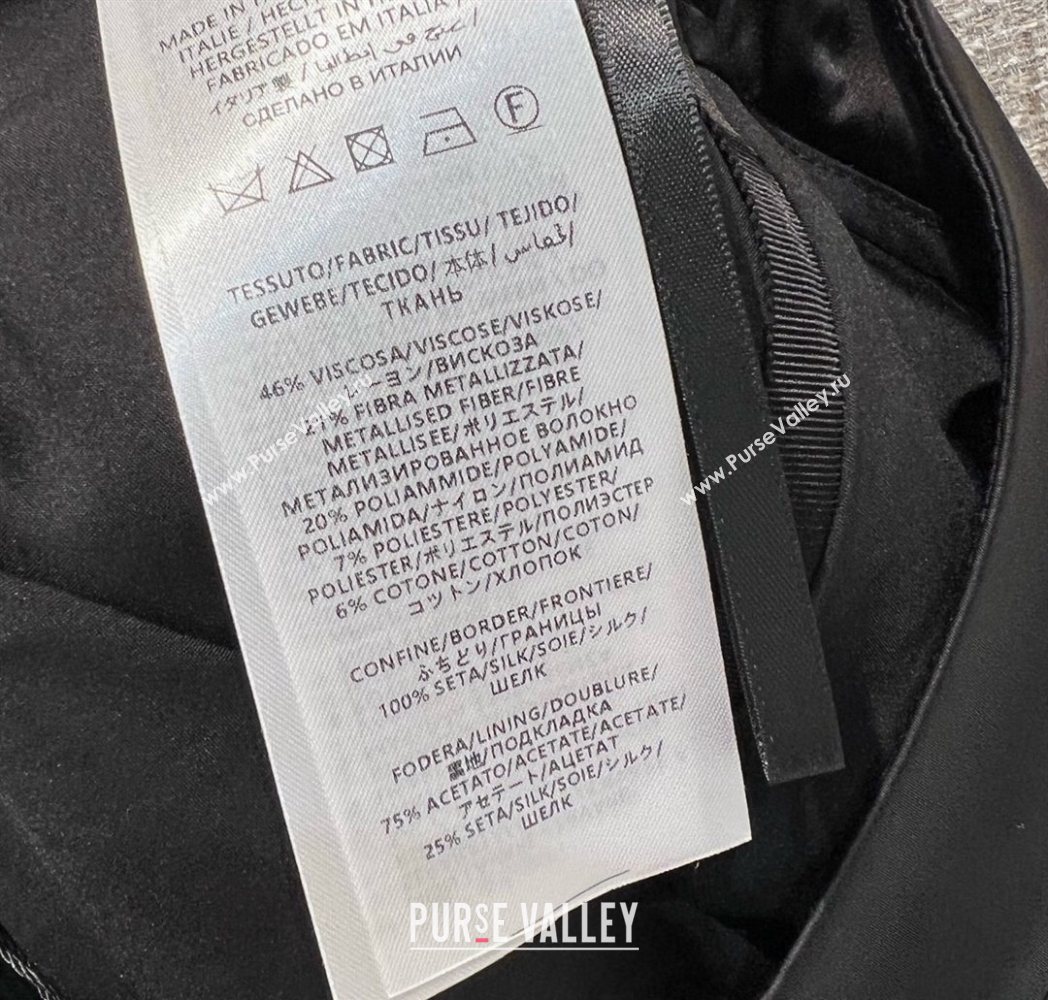 MADE IN
ITALIE / HEC
HERGESTELLT IN I
FABRICADO EM ITALIA /
イタリア製 / صنع في إيطاليا
СДЕЛАНО В ИТАЛИИ
F
TESSUTO/FABRIC/TISSU/ TEJIDO/
GEWEBE/TECIDO/ 本体/ قماس/
ТКАНЬ
46% VISCOSA/VISCOSE/VISKOSE/
レーヨン/ВИСКОЗА
21% FIBRA METALLIZZATA/
METALLISED FIBER/FIBRE
METALLISEE/ポリエステル/
МЕТАЛИЗИРОВАННОЕ ВОЛОКНО
20% POLIAMMIDE/POLYAMIDE/
POLIAMIDA/ナイロン/ПОЛИАМИД
7% POLIESTERE/POLYESTER/
POLIESTER/ポリエステル/ПОЛИЭСТЕР
6% COTONE/COTTON/COTON/
コットン/ХЛОПОК
CONFINE/BORDER/FRONTIERE/
ふちどり/ГРАНИЦЫ
100% SETA/SILK/SOIE/シルク/
ШЕЛК
FODERA/LINING/DOUBLURE/
裏地/ПОДКЛАДКА
75% ACETATO/ACETATE/ACETATE/
アセテート/АЦЕТАТ
25% SETA/SILK/SOIE/シルク/
ШЕЛК
www.PurseValley.ru
www.PurseValley.ru
PURSE VALLEY